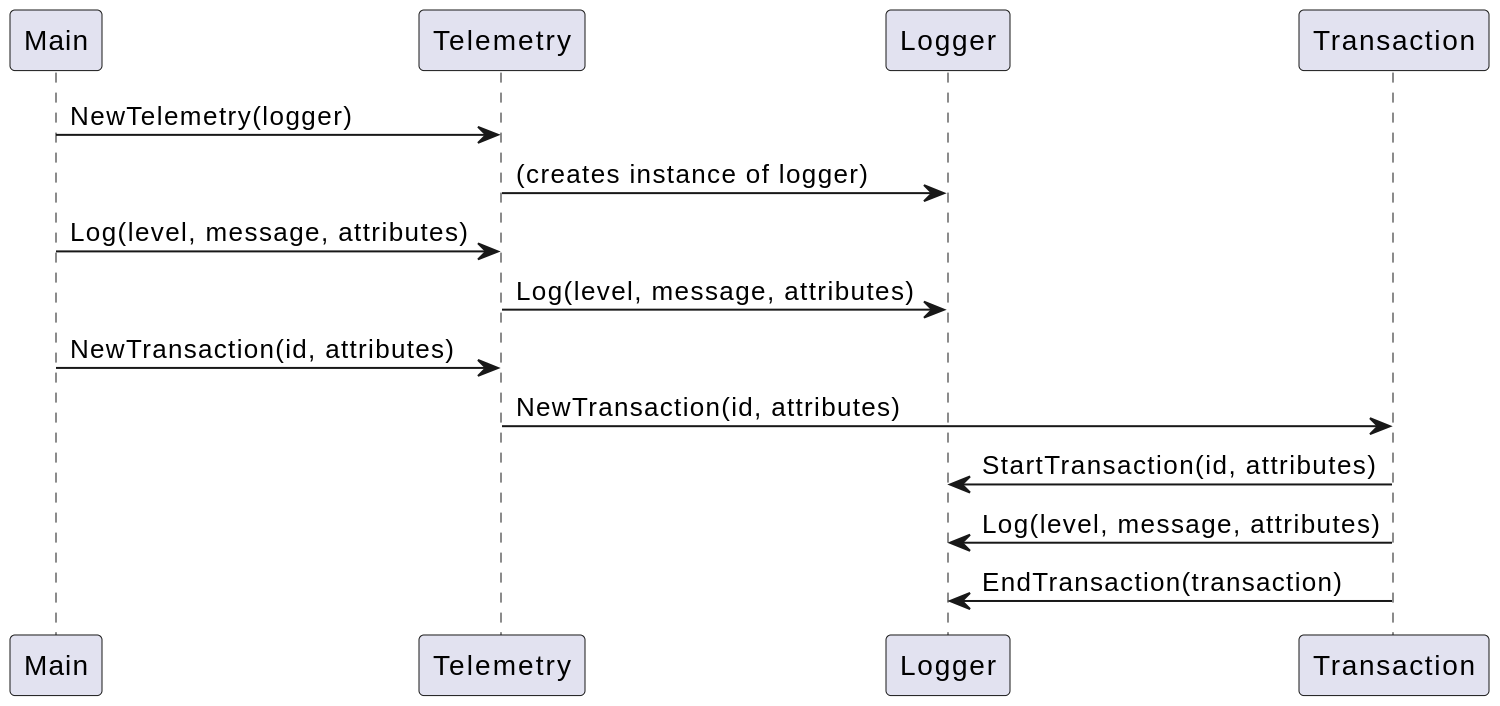 Main
Telemetry
Logger
Transaction
NewTelemetry(logger)
(creates instance of logger)
Log(level, message, attributes)
Log(level, message, attributes)
NewTransaction(id, attributes)
NewTransaction(id, attributes)
StartTransaction(id, attributes)
Log(level, message, attributes)
EndTransaction(transaction)
Main
Telemetry
Logger
Transaction